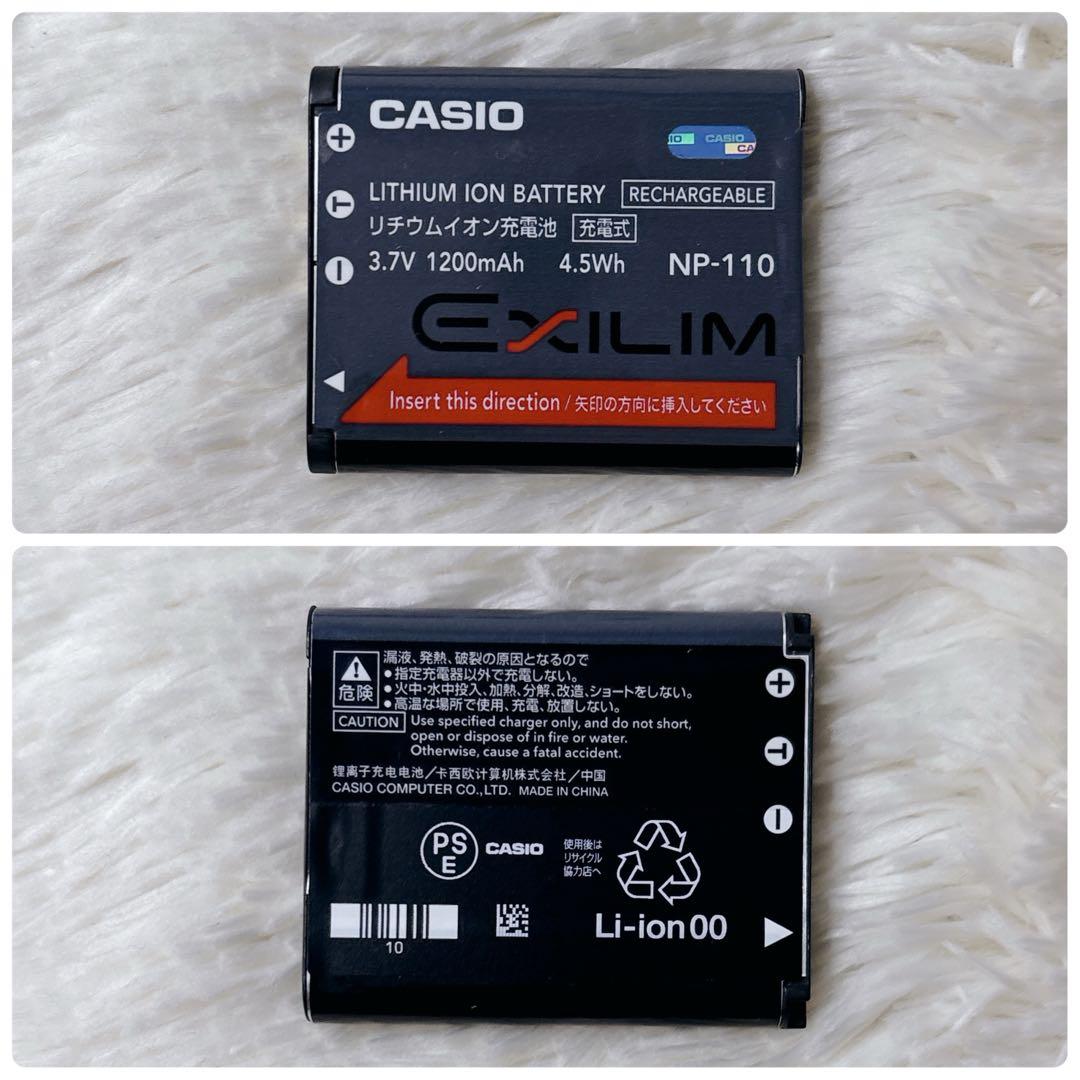 CASIO
IO CASIO
CA
LITHIUM ION BATTERY RECHARGEABLE
リチウムイオン充電池 充電式
3.7V 1200mAh 4.5Wh NP-110
EXILIM
Insert this direction / 矢印の方向に挿入してください
+
T
−
危険
漏液、発熱、破裂の原因となるので
●指定充電器以外で充電しない。
●火中・水中投入、加熱、分解、改造、ショートをしない。
●高温な場所で使用、充電、放置しない。
CAUTION Use specified charger only, and do not short,
open or dispose of in fire or water.
Otherwise, cause a fatal accident.
锂离子充电电池／卡西欧计算机株式会社／中国
CASIO COMPUTER CO.,LTD. MADE IN CHINA
PS
E
CASIO
使用後は
リサイクル
協力店へ
Li-ion 00
10
+
T
−